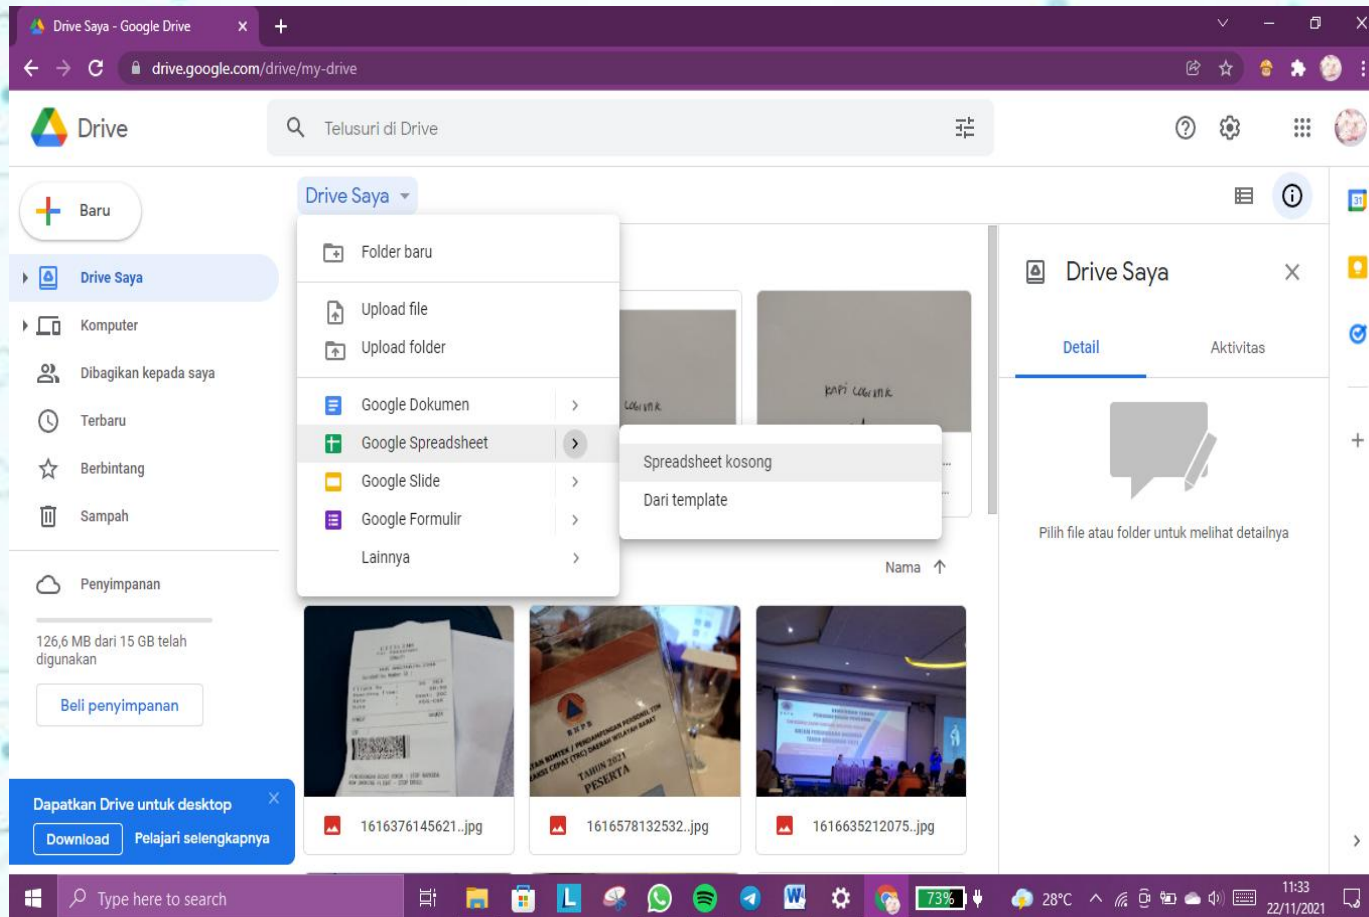 Drive Saya - Google Drive
drive.google.com/drive/my-drive
Drive
Telusuri di Drive
Baru
Drive Saya
Drive Saya
Komputer
Dibagikan kepada saya
Terbaru
Berbintang
Sampah
Penyimpanan
126,6 MB dari 15 GB telah
digunakan
Beli penyimpanan
Dapatkan Drive untuk desktop
Download Pelajari selengkapnya
Folder baru
Upload file
Upload folder
Google Dokumen
Google Spreadsheet
Google Slide
Google Formulir
Lainnya
Spreadsheet kosong
Dari template
Nama
BNPB
TAHUN 2021
PESERTA
1616376145621..jpg
1616578132532..jpg
1616635212075..jpg
Drive Saya
Detail Aktivitas
Pilih file atau folder untuk melihat detailnya
31
Type here to search
L
W
73%
28°C
11:33
22/11/2021